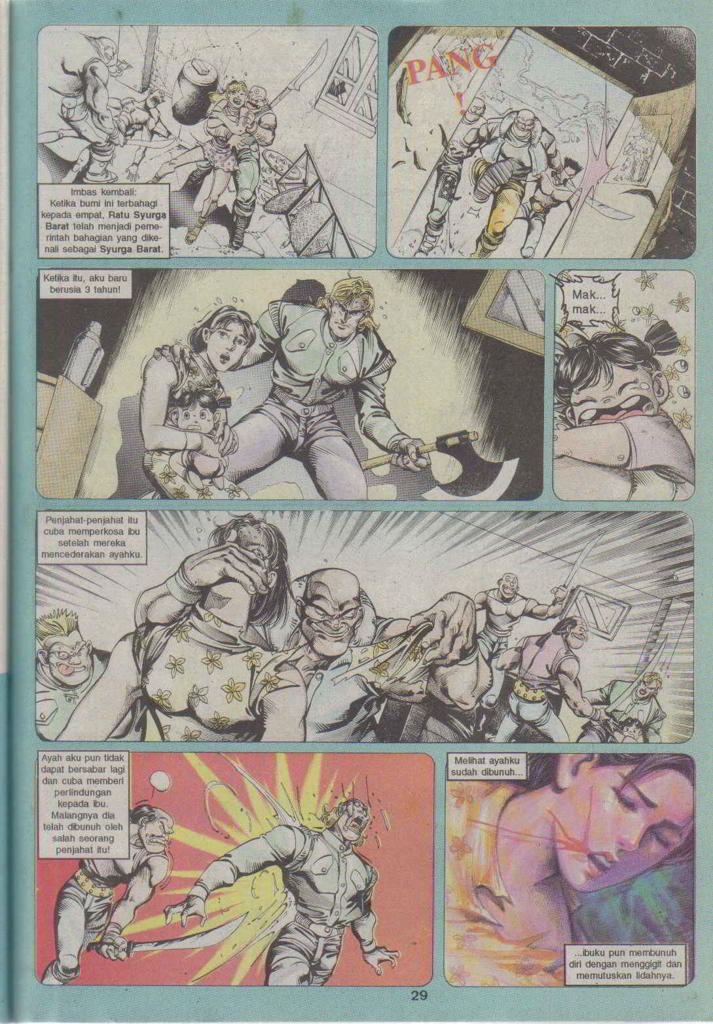 Imbas kembali:
Ketika bumi ini terbahagi
kepada empat, Ratu Syurga
Barat telah menjadi peme-
rintah bahagian yang dike-
nali sebagai Syurga Barat.
PANG
!
Ketika itu, aku baru
berusia 3 tahun!
Mak...
mak...
Penjahat-penjahat itu
cuba memperkosa ibu
setelah mereka
mencederakan ayahku.
Ayah aku pun tidak
dapat bersabar lagi
dan cuba memberi
perlindungan
kepada ibu.
Malangnya dia
telah dibunuh oleh
salah seorang
penjahat itu!
Melihat ayahku
sudah dibunuh...
...ibuku pun membunuh
diri dengan menggigit dan
memutuskan lidahnya.
29